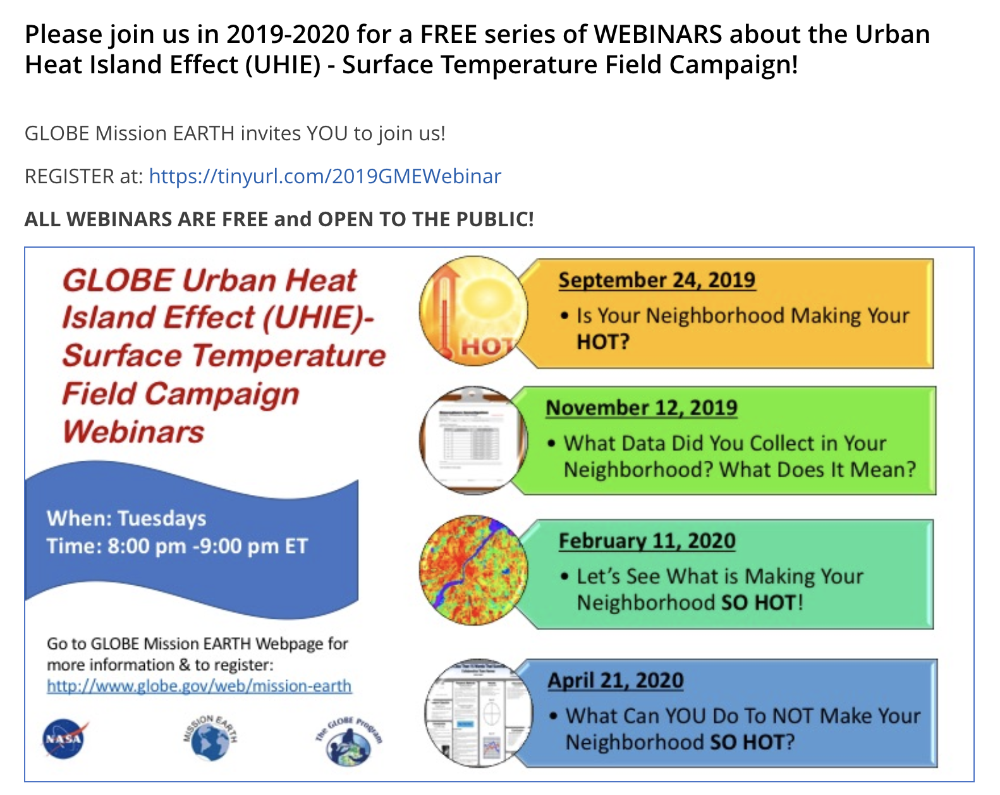 Please join us in 2019-2020 for a FREE series of WEBINARS about the Urban
Heat Island Effect (UHIE) - Surface Temperature Field Campaign!
GLOBE Mission EARTH invites YOU to join us!
REGISTER at: https://tinyurl.com/2019GMEWebinar
ALL WEBINARS ARE FREE and OPEN TO THE PUBLIC!
GLOBE Urban Heat
Island Effect (UHIE)-
Surface Temperature
Field Campaign
Webinars
When: Tuesdays
Time: 8:00 pm -9:00 pm ET
Go to GLOBE Mission EARTH Webpage for
more information & to register:
http://www.globe.gov/web/mission-earth
NASA
MISSION EARTH
The GLOBE Program
HOT
September 24, 2019
• Is Your Neighborhood Making Your
HOT?
November 12, 2019
• What Data Did You Collect in Your
Neighborhood? What Does It Mean?
February 11, 2020
• Let’s See What is Making Your
Neighborhood SO HOT!
April 21, 2020
• What Can YOU Do To NOT Make Your
Neighborhood SO HOT?